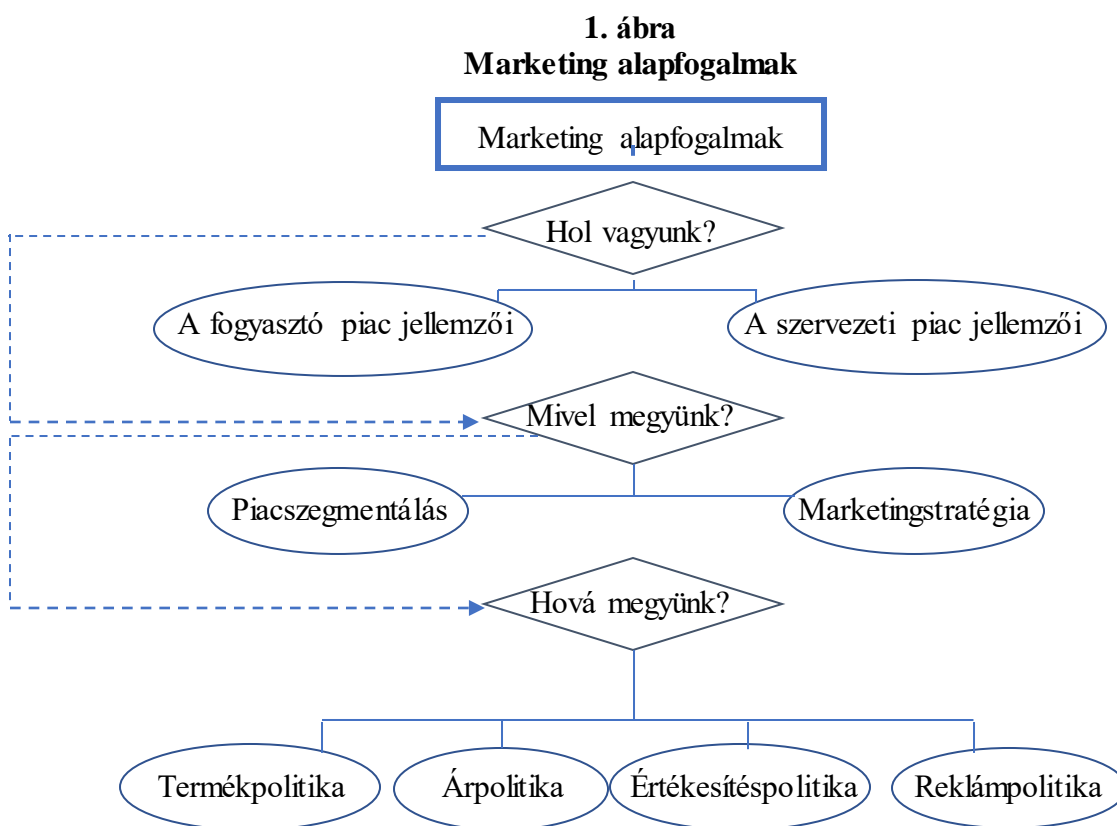 1. ábra
Marketing alapfogalmak
Marketing alapfogalmak
Hol vagyunk?
A fogyasztó piac jellemzői
A szervezeti piac jellemzői
Mivel megyünk?
Piacszegmentálás
Marketingstratégia
Hová megyünk?
Termékpolitika
Árpolitika
Értékesítéspolitika
Reklámpolitika